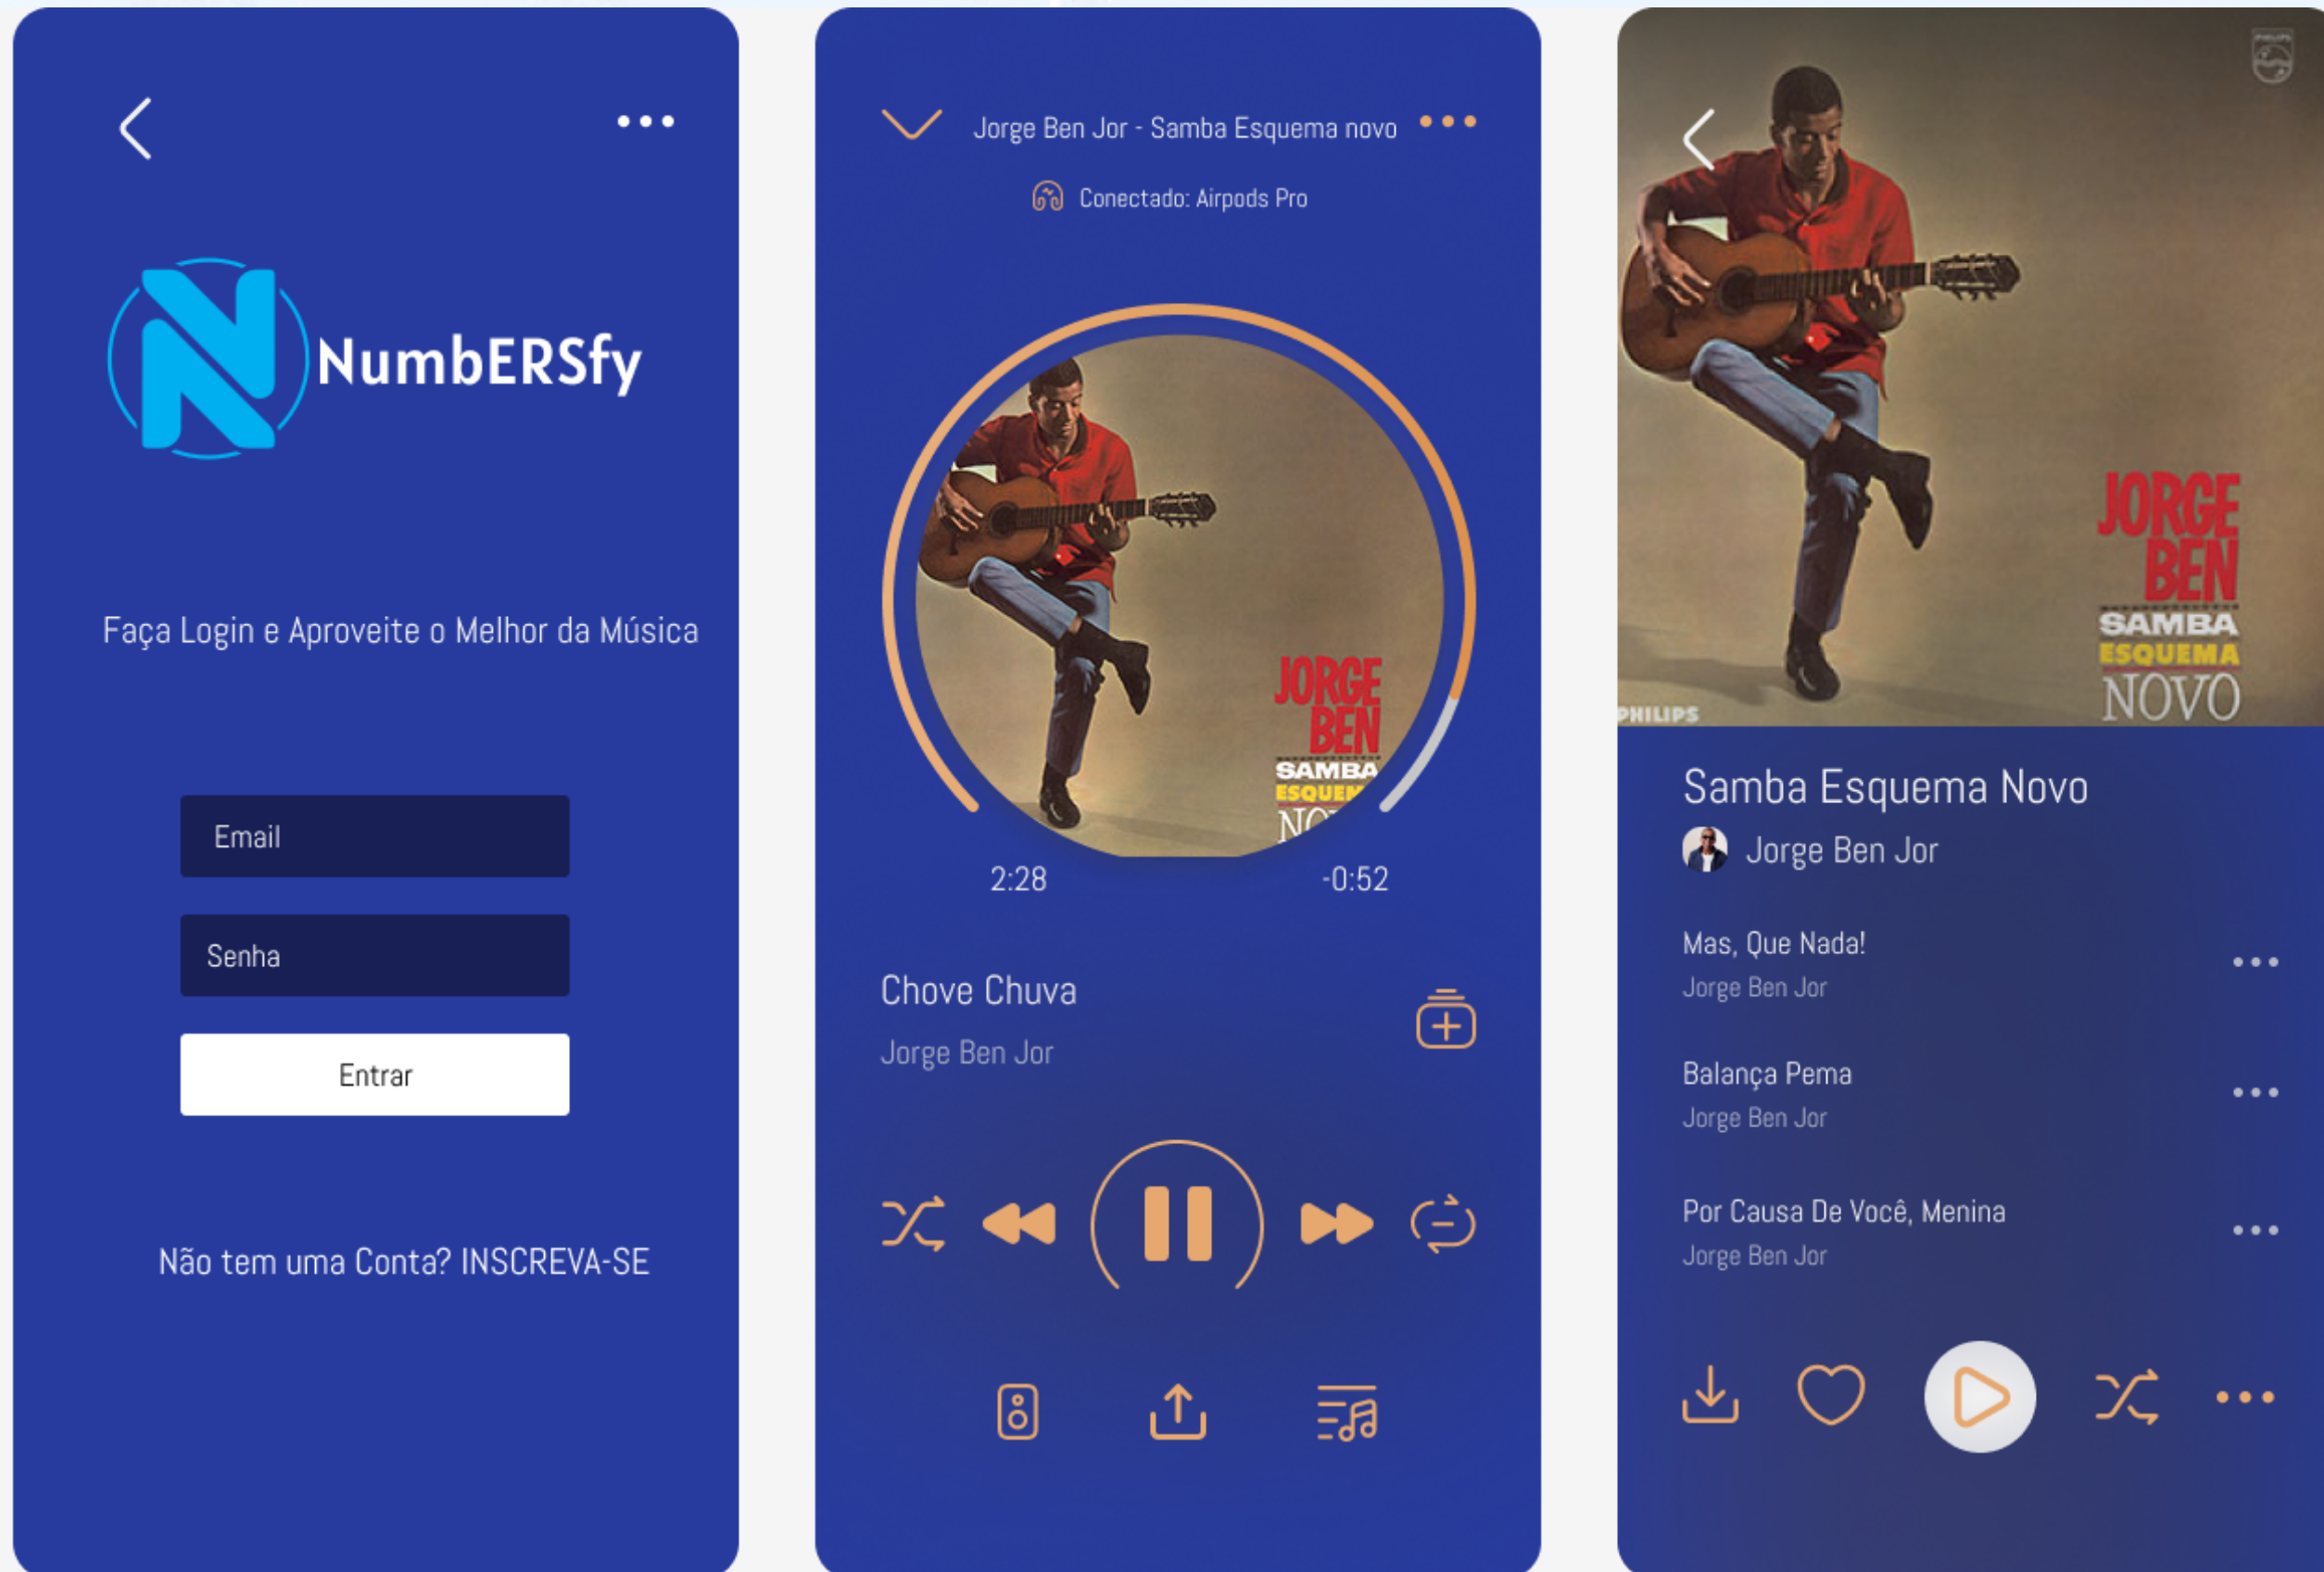 NumbERSfy
Faça Login e Aproveite o Melhor da Música
Email
Senha
Entrar
Não tem uma Conta? INSCREVA-SE
Jorge Ben Jor - Samba Esquema novo
Conectado: Airpods Pro
JORGE
BEN
SAMBA
ESQUEM
NO
2:28
-0:52
Chove Chuva
Jorge Ben Jor
PHILIPS
JORGE
BEN
SAMBA
ESQUEMA
NOVO
PHILIPS
Samba Esquema Novo
Jorge Ben Jor
Mas, Que Nada!
Jorge Ben Jor
Balança Pema
Jorge Ben Jor
Por Causa De Você, Menina
Jorge Ben Jor